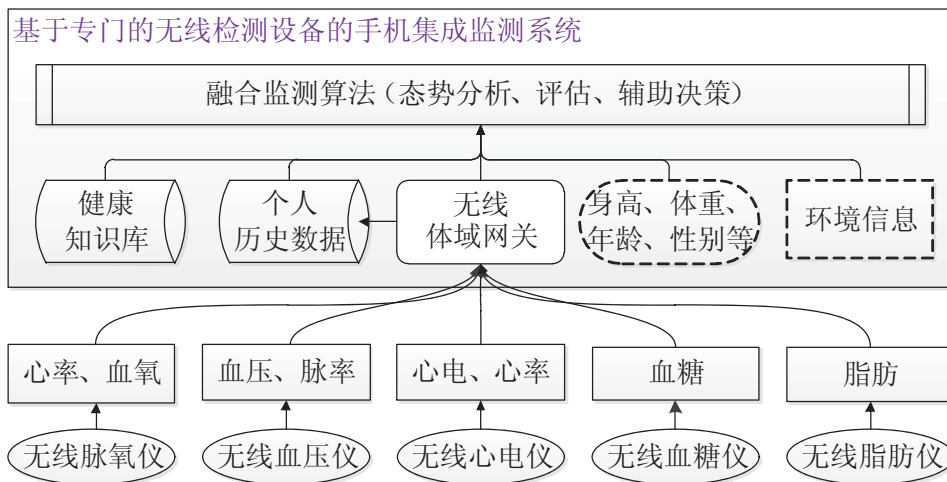 基于专门的无线检测设备的手机集成监测系统
融合监测算法(态势分析、评估、辅助决策)
健康
知识库
个人
历史数据
无线
体域网关
身高、体重、
年龄、性别等
环境信息
心率、血氧
血压、脉率
心电、心率
血糖
脂肪
无线脉氧仪
无线血压仪
无线心电仪
无线血糖仪
无线脂肪仪